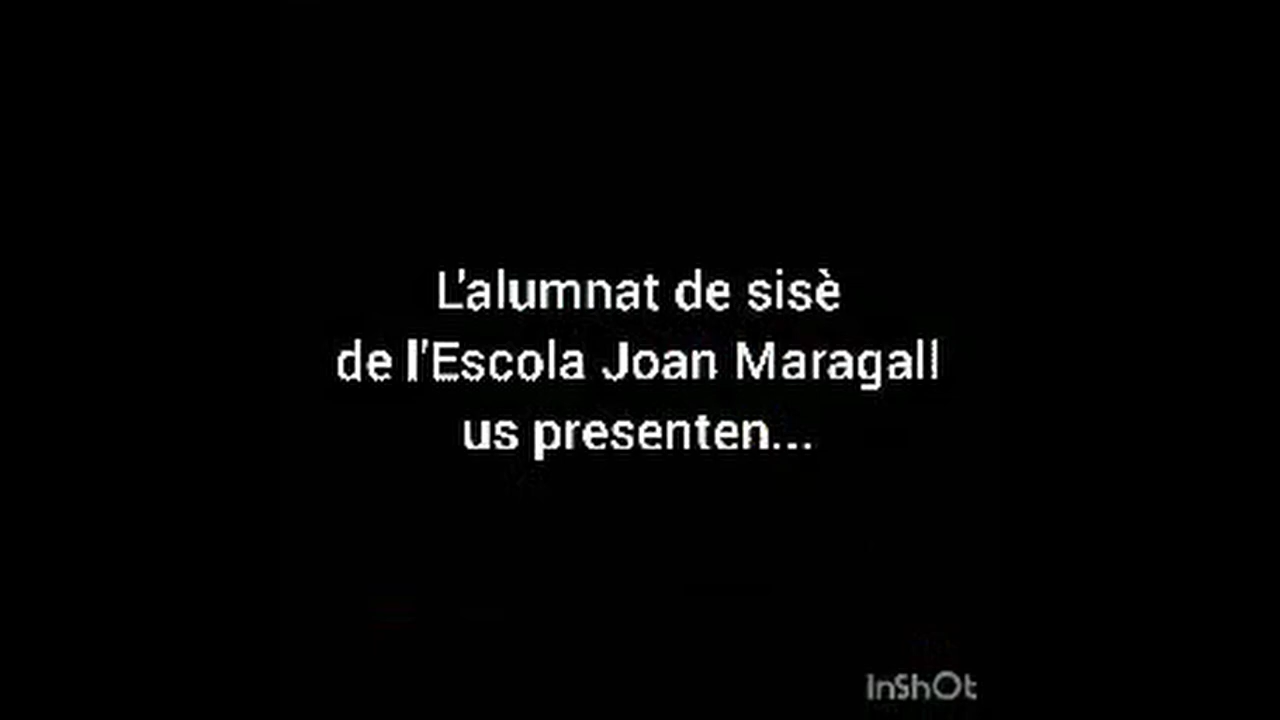 L'alumnat de sisè
de l'Escola Joan Maragall
us presenten...
InShOt